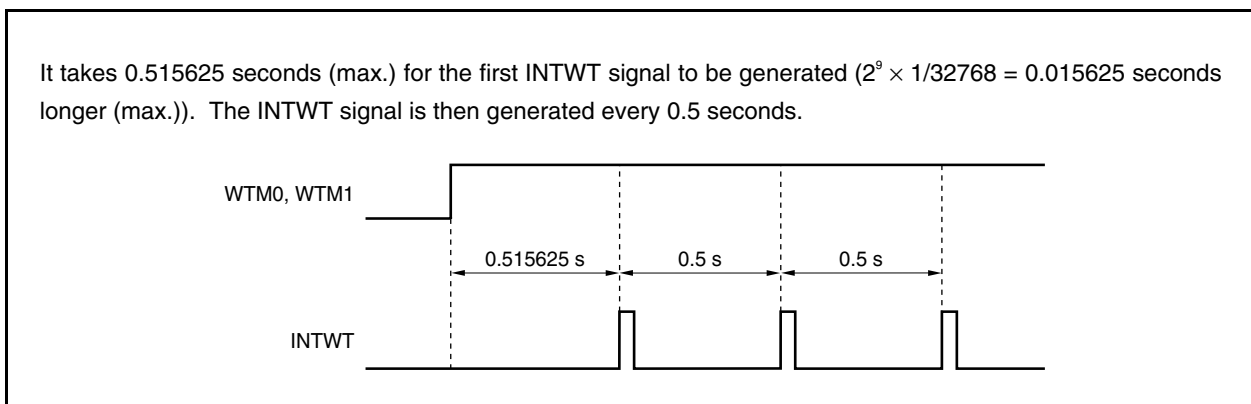 It takes 0.515625 seconds (max.) for the first INTWT signal to be generated (2⁹ × 1/32768 = 0.015625 seconds
longer (max.)).  The INTWT signal is then generated every 0.5 seconds.
WTM0, WTM1
0.515625 s
0.5 s
0.5 s
INTWT